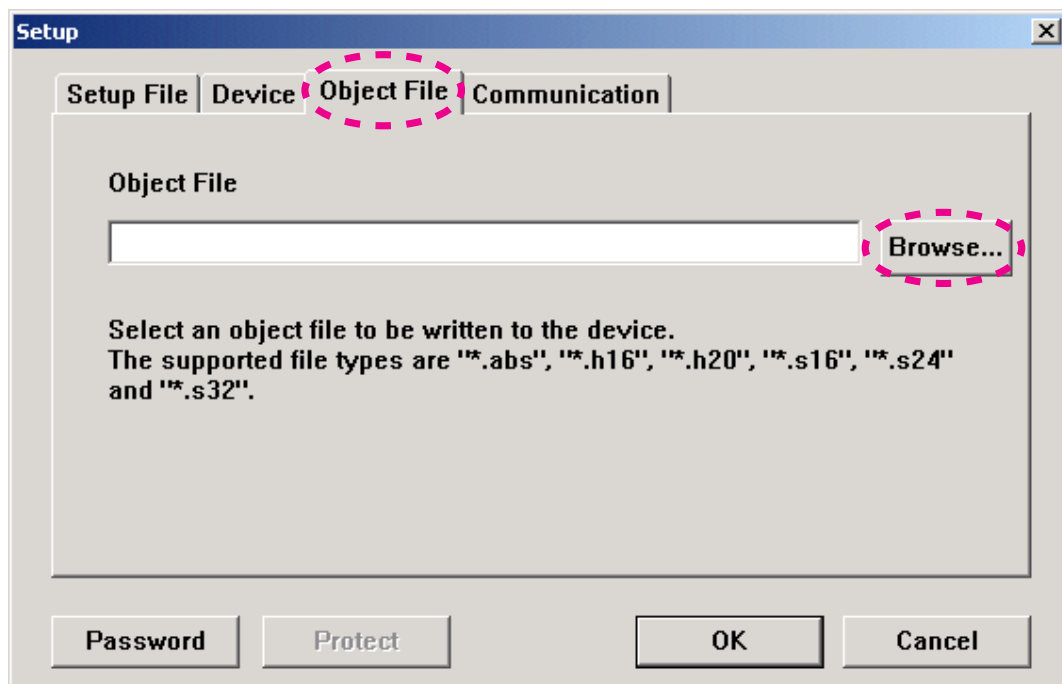 Setup
Setup File Device Object File Communication
Object File
Browse...
Select an object file to be written to the device.
The supported file types are "*.abs", "*.h16", "*.h20", "*.s16", "*.s24"
and "*.s32".
Password Protect OK Cancel